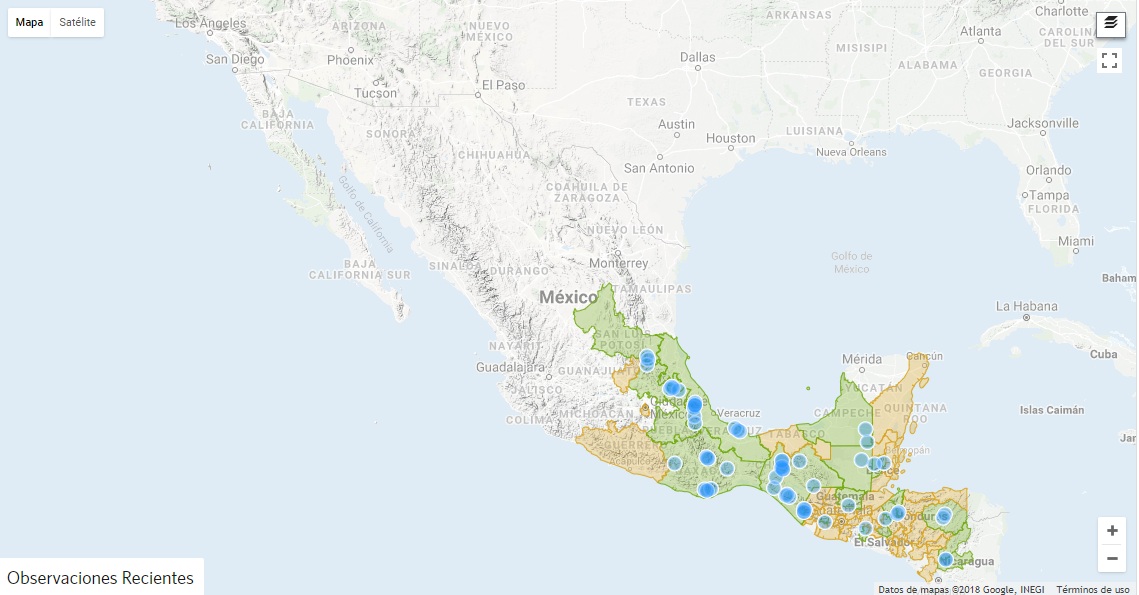 Mapa Satélite
Los Ángeles
San Diego
ARIZONA
Phoenix
Tucson
NUEVO
MÉXICO
El Paso
Dallas
TEXAS
Austin
Houston
San Antonio
ARKANSAS
MISISIPI
LUISIANA
Nueva Orleans
ALABAMA
Atlanta
GEORGIA
Charlotte
CAROLINA
DEL SUR
Jacksonville
Orlando
Tampa
FLORIDA
Miami
BAJA
CALIFORNIA
SONORA
CHIHUAHUA
COAHUILA DE
ZARAGOZA
Golfo de California
NUEVO LEÓN
Monterrey
BAJA
CALIFORNIA SUR
SINALOA
DURANGO
México
TAMAULIPAS
Golfo de
México
Baham
La Habana
Cuba
Islas Caimán
SAN LUIS
POTOSÍ
NAYARIT
Guadalajara
GUANAJUATO
JALISCO
COLIMA
MICHOACÁN
México
PUEBLA
Veracruz
VERACRUZ
GUERRERO
Acapulco
OAXACA
TABASCO
Mérida
Cancún
YUCATÁN
CAMPECHE
QUINTANA
ROO
Guatemala
El Salvador
Observaciones Recientes
Datos de mapas ©2018 Google, INEGI Términos de uso